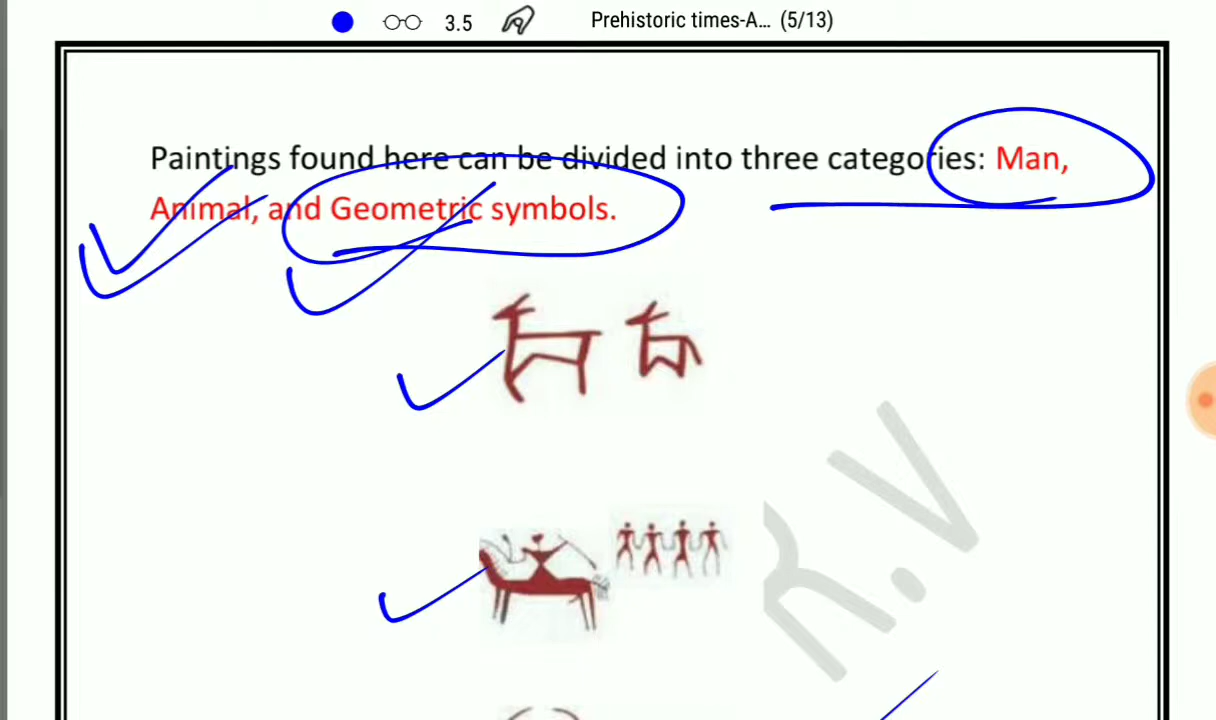 3.5 Prehistoric times-A... (5/13)
Paintings found here can be divided into three categories: Man,
Animal, and Geometric symbols.
K.V